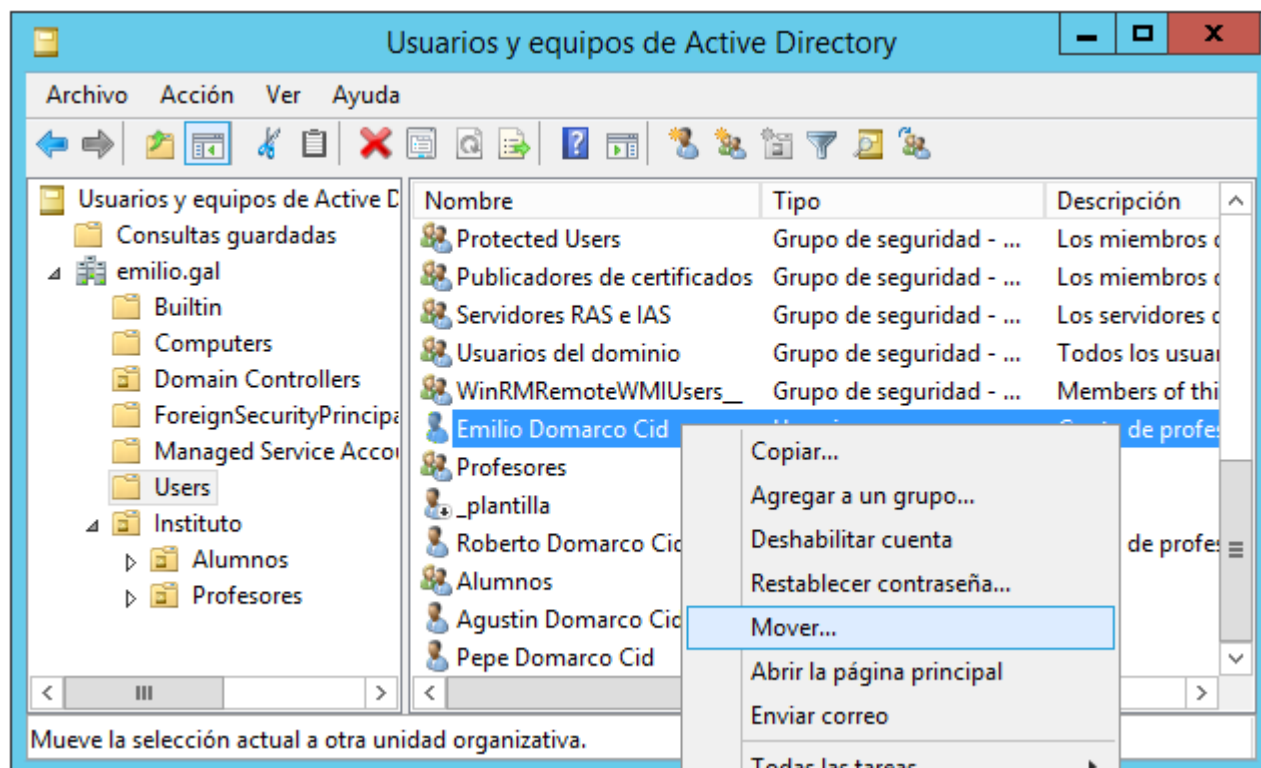 Usuarios y equipos de Active Directory
Archivo Acción Ver Ayuda
Usuarios y equipos de Active D
Consultas guardadas
emilio.gal
Builtin
Computers
Domain Controllers
ForeignSecurityPrincipa
Managed Service Accou
Users
Instituto
Alumnos
Profesores
Nombre Tipo Descripción
Protected Users Grupo de seguridad - ... Los miembros d
Publicadores de certificados Grupo de seguridad - ... Los miembros d
Servidores RAS e IAS Grupo de seguridad - ... Los servidores d
Usuarios del dominio Grupo de seguridad - ... Todos los usuar
WinRMRemoteWMIUsers__ Grupo de seguridad - ... Members of thi
Emilio Domarco Cid de profes
Profesores
_plantilla
Roberto Domarco Cid de profes
Alumnos
Agustin Domarco Cid
Pepe Domarco Cid
Copiar...
Agregar a un grupo...
Deshabilitar cuenta
Restablecer contraseña...
Mover...
Abrir la página principal
Enviar correo
Todas las tareas
Mueve la selección actual a otra unidad organizativa.